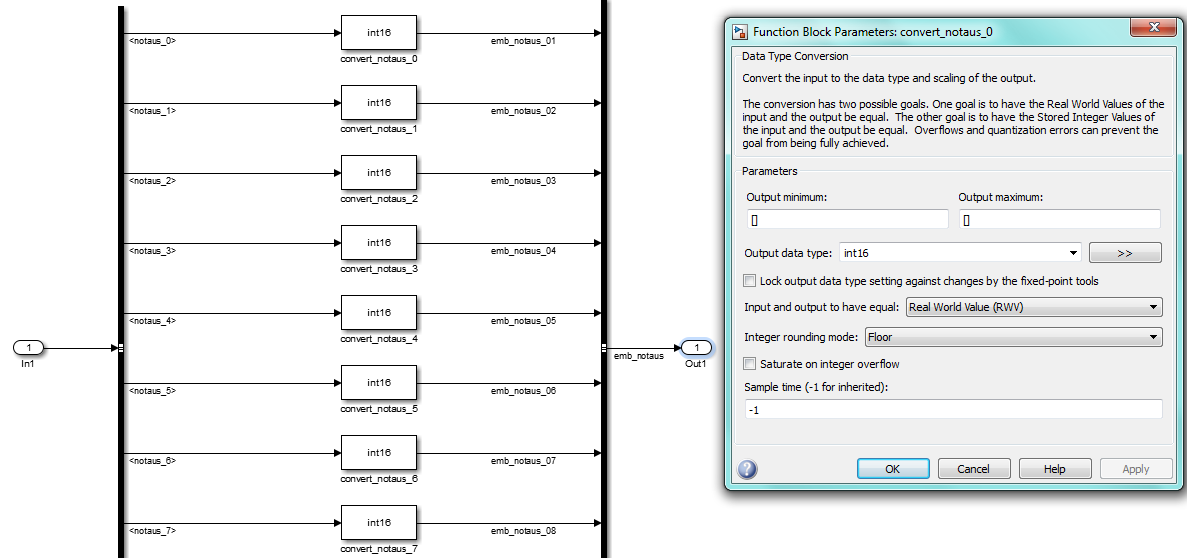 <notaus_0>
int16
convert_notaus_0
emb_notaus_01
<notaus_1>
int16
convert_notaus_1
emb_notaus_02
<notaus_2>
int16
convert_notaus_2
emb_notaus_03
<notaus_3>
int16
convert_notaus_3
emb_notaus_04
<notaus_4>
int16
convert_notaus_4
emb_notaus_05
1
In1
emb_notaus
1
Out1
<notaus_5>
int16
convert_notaus_5
emb_notaus_06
<notaus_6>
int16
convert_notaus_6
emb_notaus_07
<notaus_7>
int16
convert_notaus_7
emb_notaus_08
Function Block Parameters: convert_notaus_0
Data Type Conversion
Convert the input to the data type and scaling of the output.
The conversion has two possible goals. One goal is to have the Real World Values of the
input and the output be equal.  The other goal is to have the Stored Integer Values of
the input and the output be equal.  Overflows and quantization errors can prevent the
goal from being fully achieved.
Parameters
Output minimum:
Output maximum:
[]
[]
Output data type: int16
>>
Lock output data type setting against changes by the fixed-point tools
Input and output to have equal: Real World Value (RWV)
Integer rounding mode: Floor
Saturate on integer overflow
Sample time (-1 for inherited):
-1
?
OK
Cancel
Help
Apply